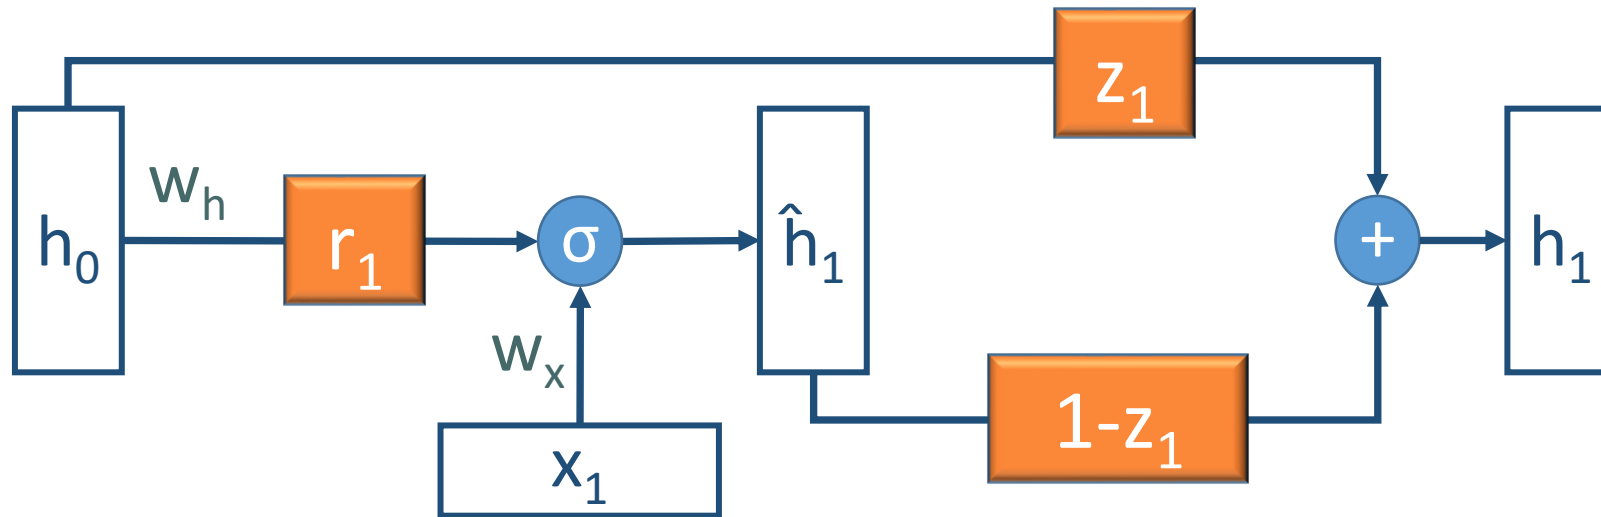 z₁
h₀
wₕ
r₁
σ
ĥ₁
+
h₁
wₓ
1-z₁
x₁